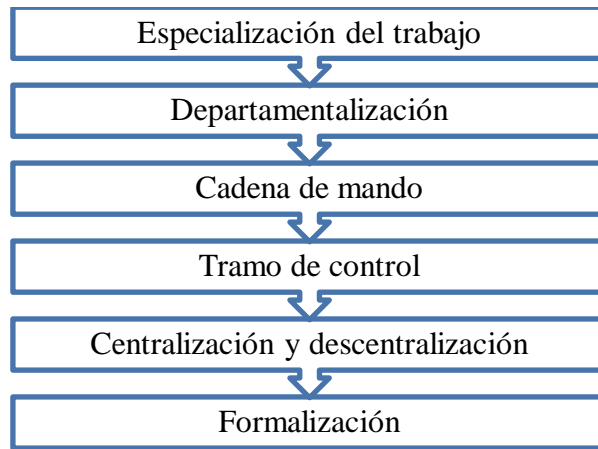 Especialización del trabajo
Departamentalización
Cadena de mando
Tramo de control
Centralización y descentralización
Formalización